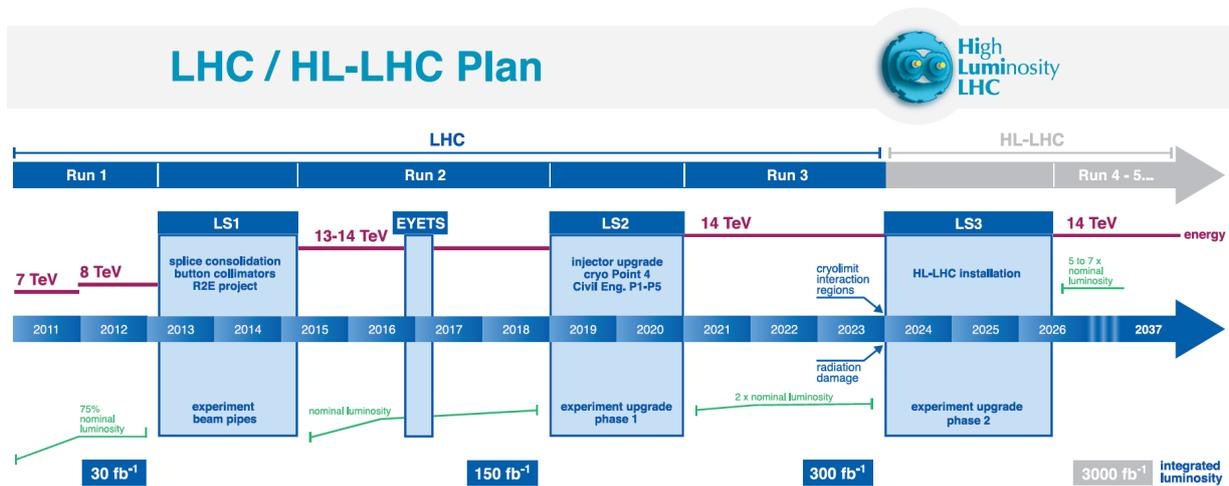 LHC / HL-LHC Plan
High
Luminosity
LHC
LHC
HL-LHC
Run 1
Run 2
Run 3
Run 4 - 5...
LS1
EYETS
LS2
LS3
13-14 TeV
14 TeV
14 TeV
energy
7 TeV
8 TeV
splice consolidation
button collimators
R2E project
injector upgrade
cryo Point 4
Civil Eng. P1-P5
cryolimit
interaction
regions
HL-LHC installation
5 to 7 x
nominal
luminosity
2011
2012
2013
2014
2015
2016
2017
2018
2019
2020
2021
2022
2023
2024
2025
2026
2037
radiation
damage
75%
nominal
luminosity
experiment
beam pipes
nominal luminosity
experiment upgrade
phase 1
2 x nominal luminosity
experiment upgrade
phase 2
30 fb⁻¹
150 fb⁻¹
300 fb⁻¹
3000 fb⁻¹
integrated
luminosity